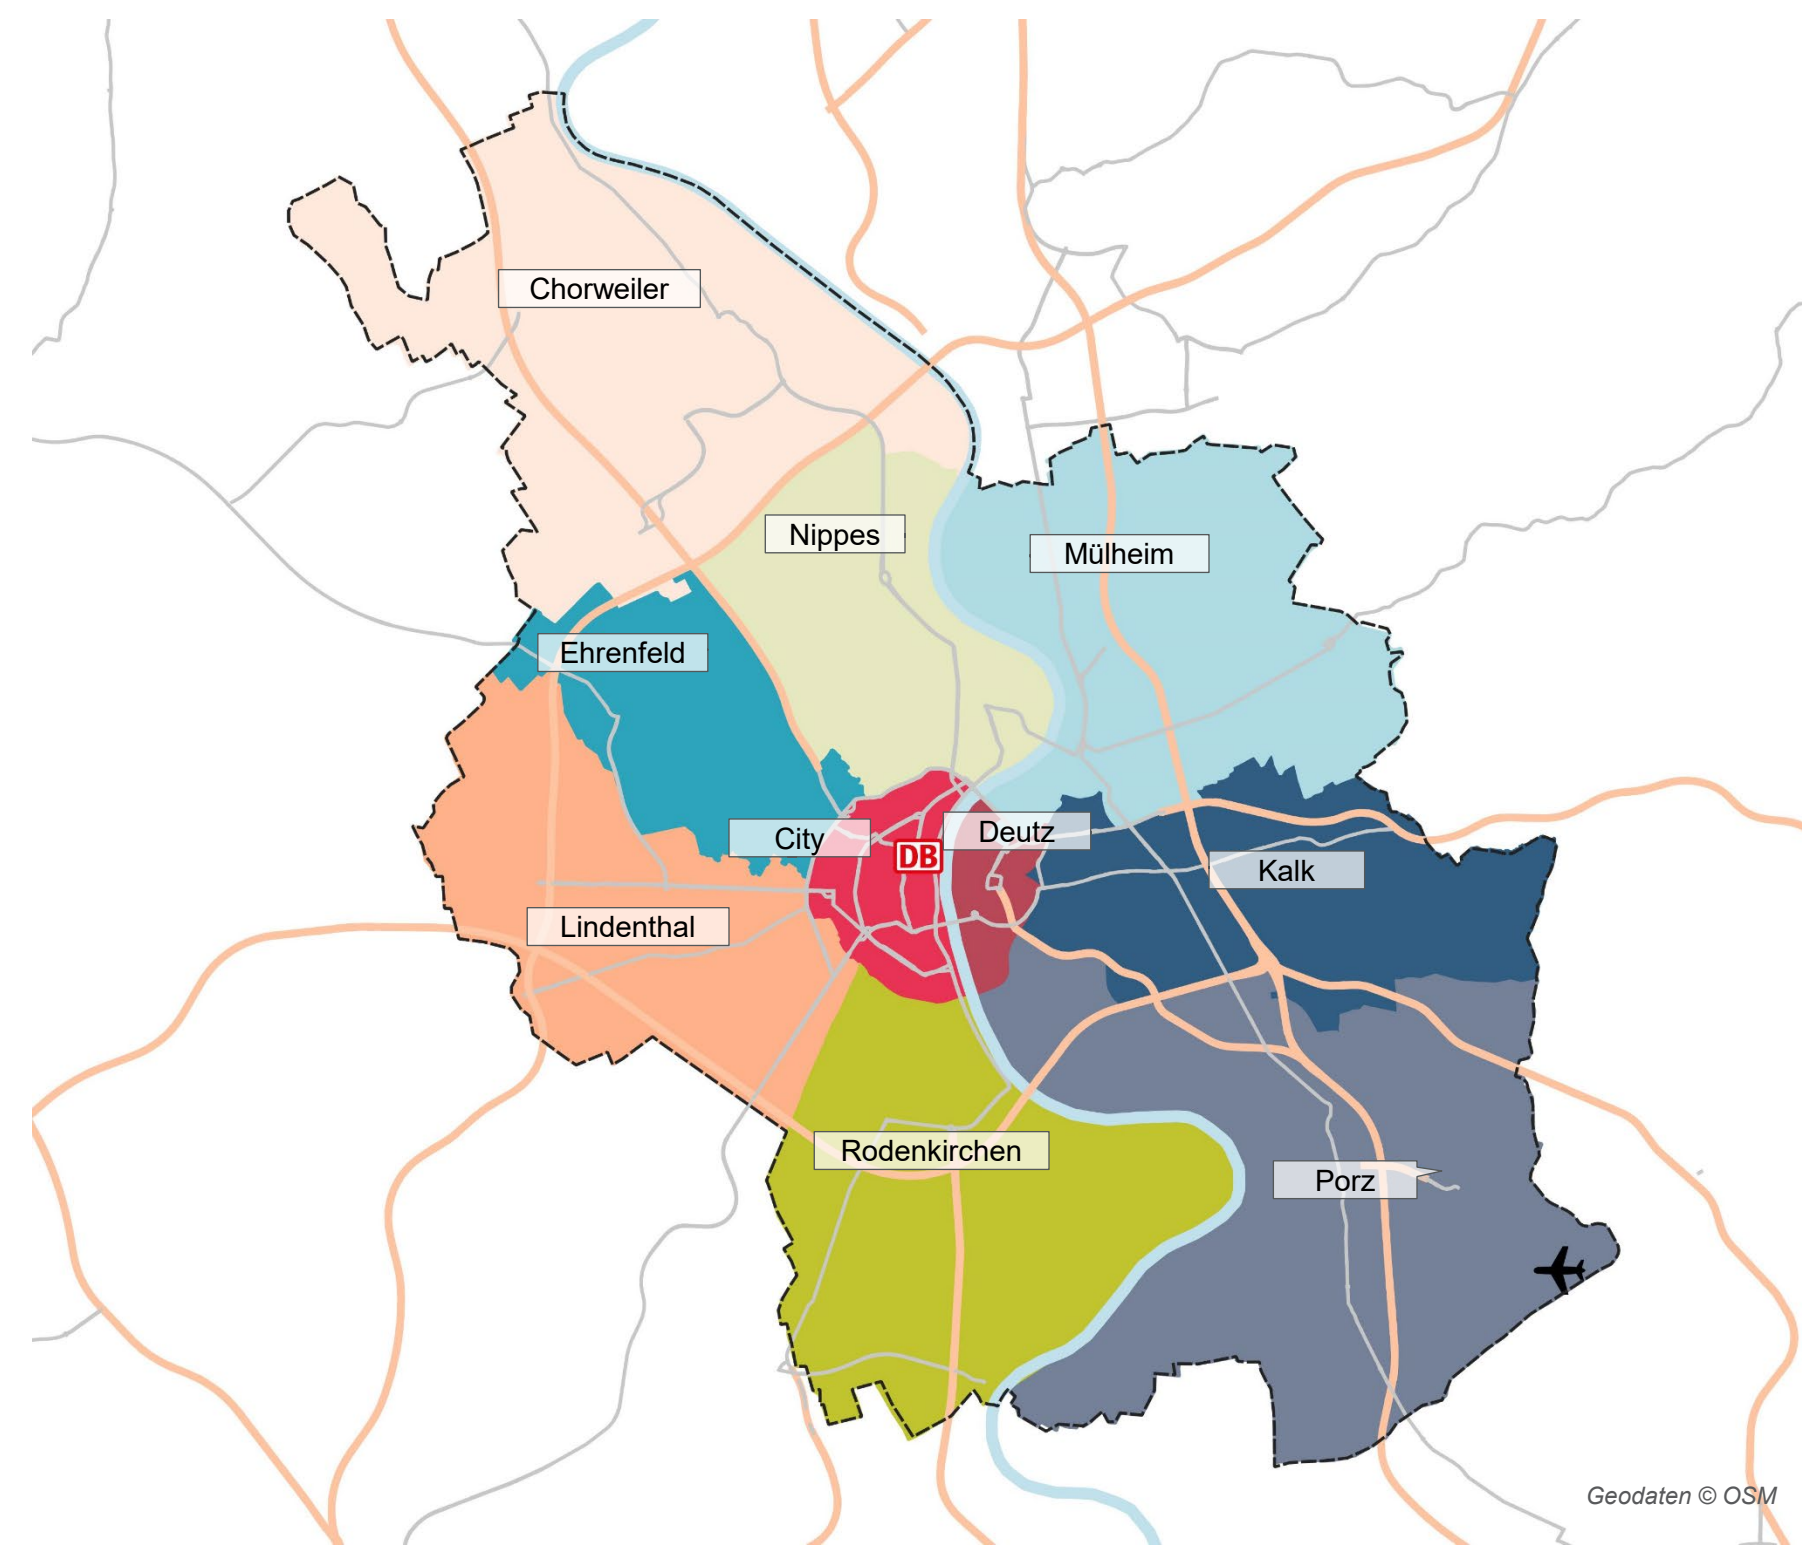 Chorweiler
Nippes
Mülheim
Ehrenfeld
City
Deutz
DB
Kalk
Lindenthal
Rodenkirchen
Porz
Geodaten © OSM